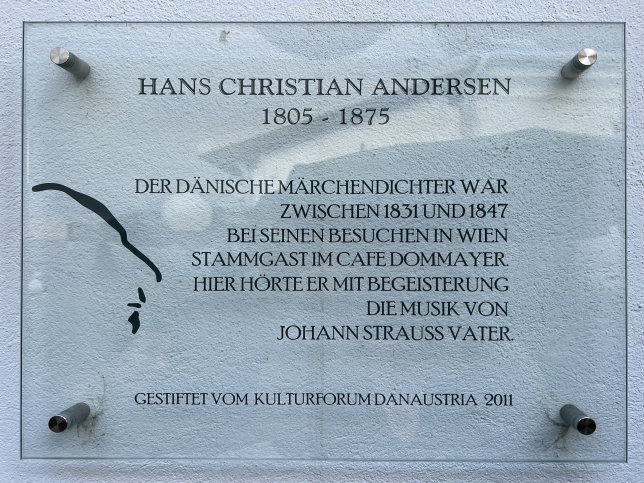 HANS CHRISTIAN ANDERSEN
1805 - 1875
DER DÄNISCHE MÄRCHENDICHTER WAR
ZWISCHEN 1831 UND 1847
BEI SEINEN BESUCHEN IN WIEN
STAMMGAST IM CAFE DOMMAYER.
HIER HÖRTE ER MIT BEGEISTERUNG
DIE MUSIK VON
JOHANN STRAUSS VATER.
GESTIFTET VOM KULTURFORUM DANAUSTRIA 2011